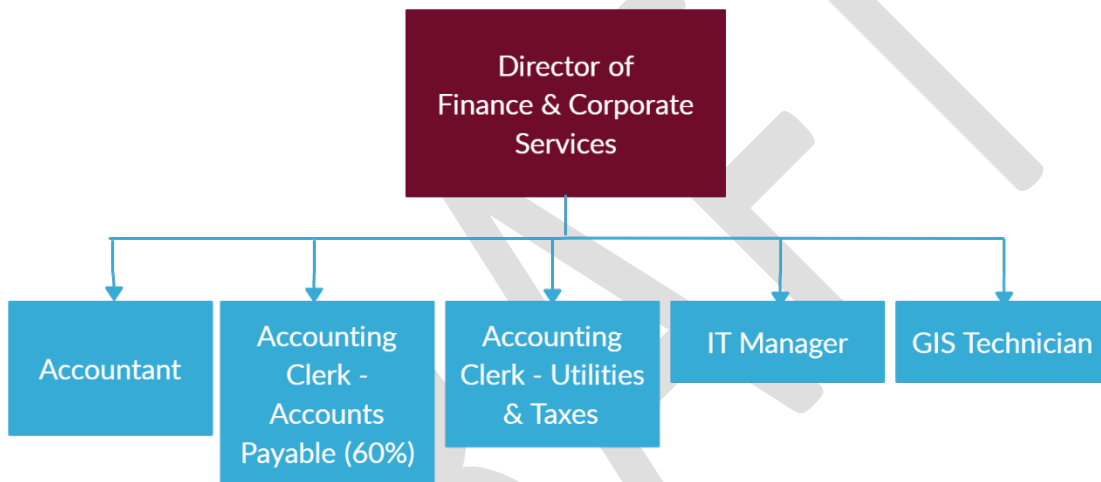 Director of
Finance & Corporate
Services
Accountant
Accounting
Clerk -
Accounts
Payable (60%)
Accounting
Clerk - Utilities
& Taxes
IT Manager
GIS Technician